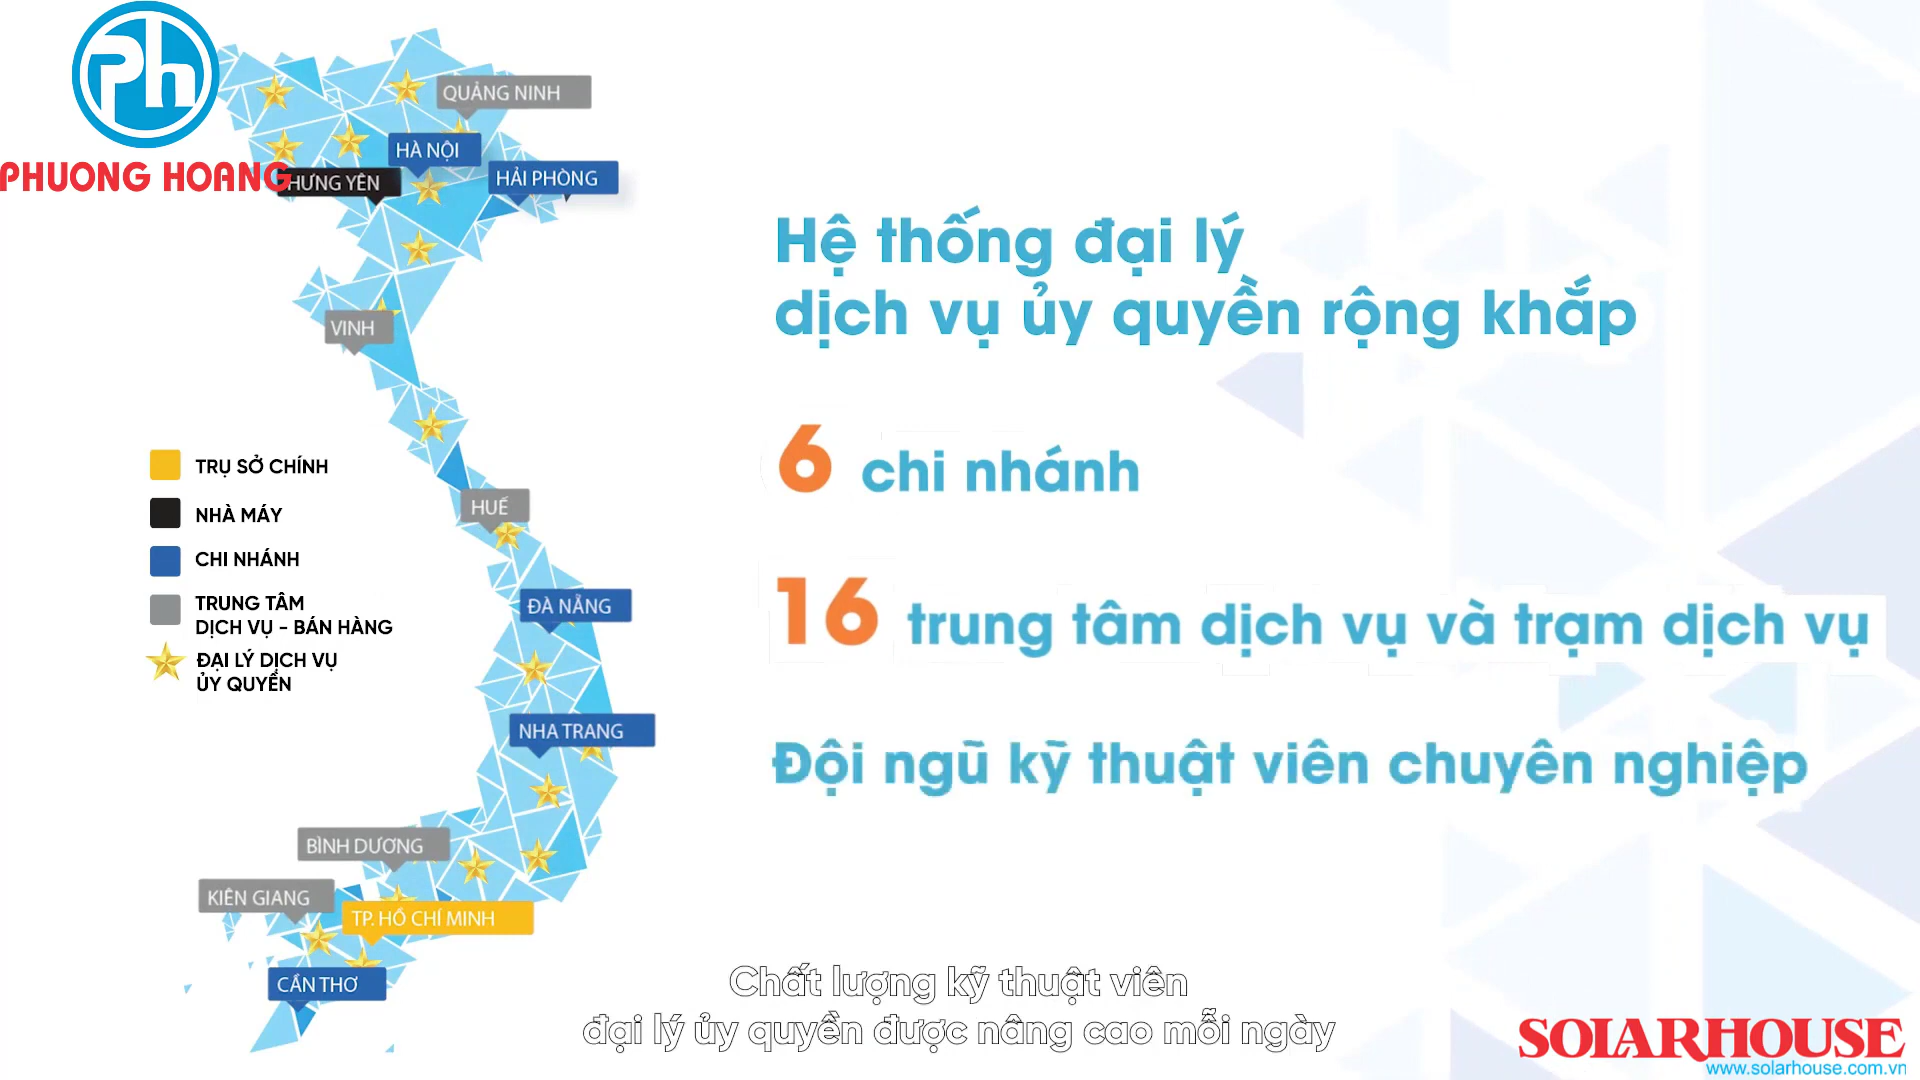 Ph
PHUONG HOANG
QUẢNG NINH
HÀ NỘI
HẢI PHÒNG
HƯNG YÊN
VINH
HUẾ
ĐÀ NẴNG
NHA TRANG
BÌNH DƯƠNG
KIÊN GIANG
TP. HỒ CHÍ MINH
CẦN THƠ
TRỤ SỞ CHÍNH
NHÀ MÁY
CHI NHÁNH
TRUNG TÂM
DỊCH VỤ - BÁN HÀNG
ĐẠI LÝ DỊCH VỤ
ỦY QUYỀN
Hệ thống đại lý
dịch vụ ủy quyền rộng khắp
6 chi nhánh
16 trung tâm dịch vụ và trạm dịch vụ
Đội ngũ kỹ thuật viên chuyên nghiệp
Chất lượng kỹ thuật viên
đại lý ủy quyền được nâng cao mỗi ngày
SOLARHOUSE
www.solarhouse.com.vn